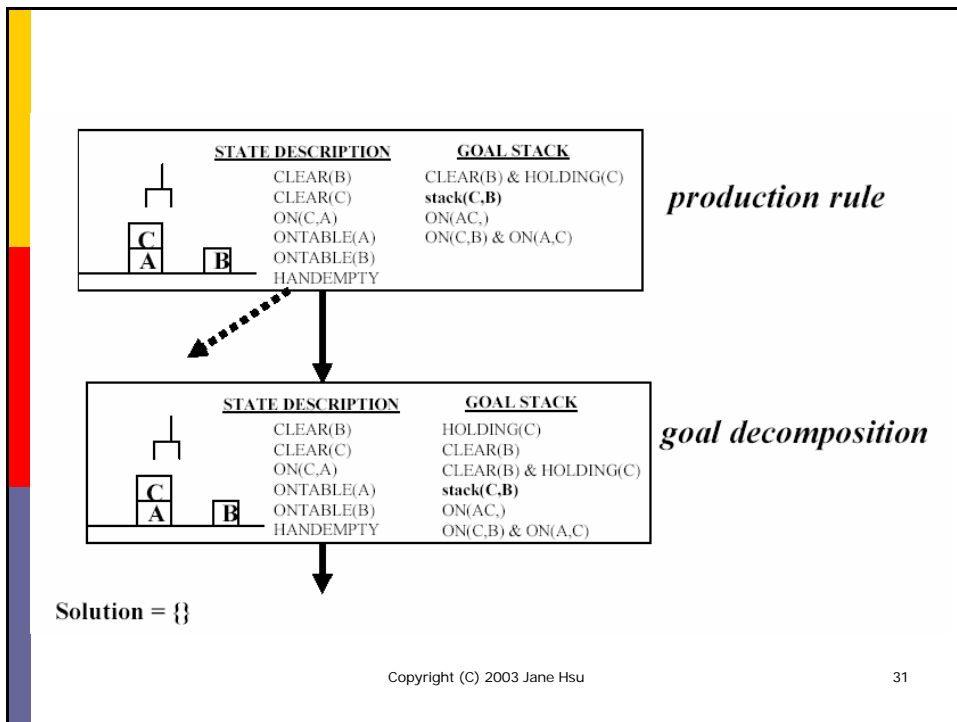 STATE DESCRIPTION GOAL STACK
CLEAR(B) CLEAR(B) & HOLDING(C)
CLEAR(C) stack(C,B)
ON(C,A) ON(AC,)
ONTABLE(A) ON(C,B) & ON(A,C)
ONTABLE(B)
HANDEMPTY
C
A B
production rule
STATE DESCRIPTION GOAL STACK
CLEAR(B) HOLDING(C)
CLEAR(C) CLEAR(B)
ON(C,A) CLEAR(B) & HOLDING(C)
ONTABLE(A) stack(C,B)
ONTABLE(B) ON(AC,)
HANDEMPTY ON(C,B) & ON(A,C)
C
A B
goal decomposition
Solution = {}
Copyright (C) 2003 Jane Hsu 31